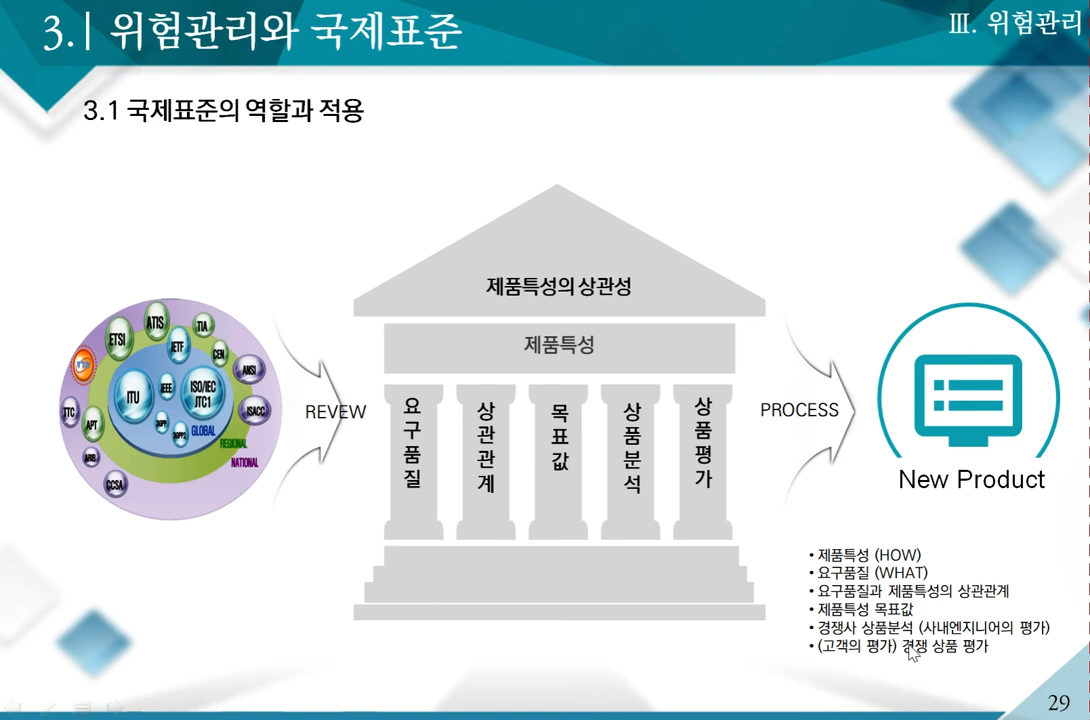 3.| 위험관리와 국제표준
Ⅲ. 위험관리
3.1 국제표준의 역할과 적용
제품특성의 상관성
제품특성
요구품질
상관관계
목표값
상품분석
상품평가
ATIS
TIA
ETSI
IETF
CEN
TTA
ANSI
ITU
IEEE
ISO/IEC
JTC1
TTC
APT
3GPP
3GPP2
ISACC
GLOBAL
REGIONAL
NATIONAL
ARIB
CCSA
REVEW
PROCESS
New Product
• 제품특성 (HOW)
• 요구품질 (WHAT)
• 요구품질과 제품특성의 상관관계
• 제품특성 목표값
• 경쟁사 상품분석 (사내엔지니어의 평가)
• (고객의 평가) 경쟁 상품 평가
29